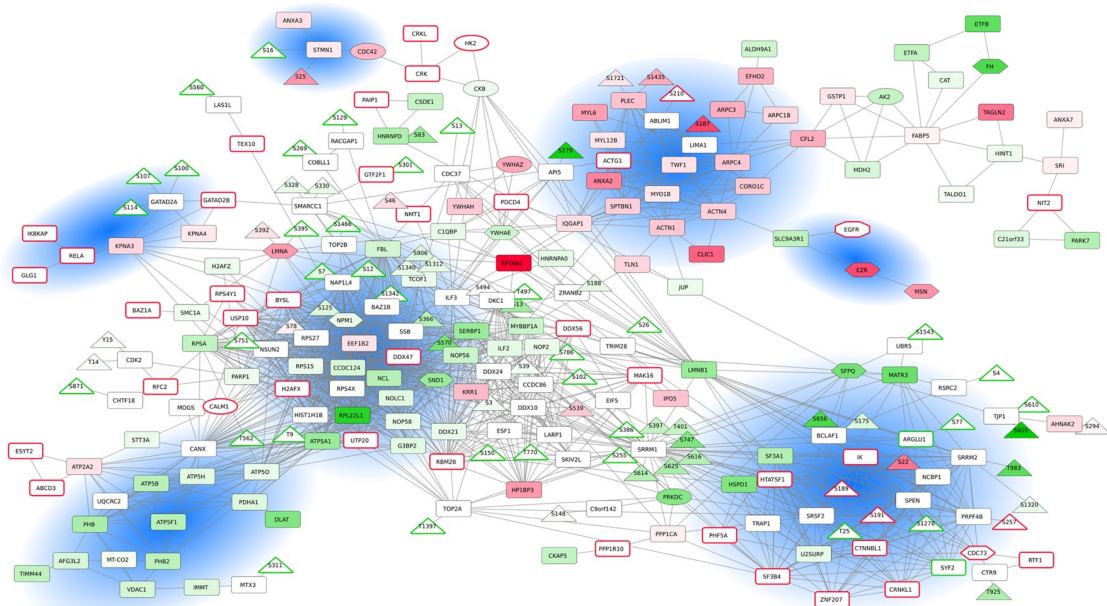 ANXA3
S16
STMN1
CDC42
S25
CRKL
HK2
CRK
CKB
ETFB
ALDH9A1
ETFA
FH
CAT
S1721
S1435
S210
EFHD2
PLEC
ABLIM1
ARPC3
ARPC1B
GSTP1
AK2
MYL6
S187
LIMA1
CFL2
FABP5
TAGLN2
ANXA7
MYL12B
ACTG1
TWF1
ARPC4
MDH2
HINT1
SRI
TALDO1
ANXA2
MYO1B
CORO1C
NIT2
SPTBN1
ACTN4
ACTN1
IQGAP1
CLIC1
SLC9A3R1
EGFR
C21orf33
PARK7
EZR
MSN
S560
LAS1L
PAIP1
CSDE1
S129
HNRNPD
S83
S13
TEX10
S269
RACGAP1
COBLL1
S301
GTF2F1
CDC37
S279
API5
YWHAZ
S107
S100
S114
GATAD2A
GATAD2B
S328
S330
SMARCC1
S46
NMT1
YWHAH
PDCD4
IKBKAP
RELA
GLG1
KPNA3
KPNA4
S392
S395
S1466
TOP2B
LMNA
C1QBP
YWHAE
FBL
S906
HNRNPA0
TLN1
JUP
H2AFZ
S7
S12
S1340
S1312
TCOF1
SPTAN1
S188
ZRANB2
NAP1L4
S1342
ILF3
S494
DKC1
T497
S13
RPS4Y1
BYSL
BAZ1A
SMC1A
USP10
S125
NPM1
BAZ1B
S366
SSB
SERBP1
MYBBP1A
DDX56
S26
TRIM28
S78
RPS27
EEF1B2
S570
NOP56
ILF2
NOP2
S786
Y15
T14
CDK2
RPSA
S751
NSUN2
DDX47
RPS15
CCDC124
NCL
SND1
DDX24
S39
S102
MAK16
LMNB1
S871
RFC2
CHTF18
PARP1
H2AFX
RPS4X
NOLC1
KRR1
CCDC86
EIF5
IPO5
MOGS
CALM1
HIST1H1B
RPL22L1
NOP58
S3
DDX10
S539
STT3A
T562
T9
ATP5A1
UTP20
G3BP2
DDX21
ESF1
LARP1
S386
S397
T401
S747
ESYT2
CANX
ATP2A2
ABCD3
RBM28
S150
T770
SKIV2L
S255
SRRM1
S616
S625
S614
ATP5B
ATP5H
ATP5O
UQCRC2
PDHA1
HP1BP3
PRKDC
PHB
ATP5F1
DLAT
TOP2A
S148
C9orf142
PPP1CA
T1397
AFG3L2
MT-CO2
PHB2
S311
TIMM44
VDAC1
IMMT
MTX3
CKAP5
PPP1R10
PHF5A
S1543
UBR5
SFPQ
MATR3
S4
RSRC2
S610
TJP1
S605
AHNAK2
S294
S656
S175
S77
BCLAF1
ARGLU1
SF3A1
IK
S22
SRRM2
T983
HSPD1
HTATSF1
S189
NCBP1
SPEN
S1320
S191
S1278
PRPF4B
S257
TRAP1
SRSF2
T25
U2SURP
CTNNBL1
CDC73
RTF1
SYF2
CTR9
SF3B4
CRNKL1
T925
ZNF207